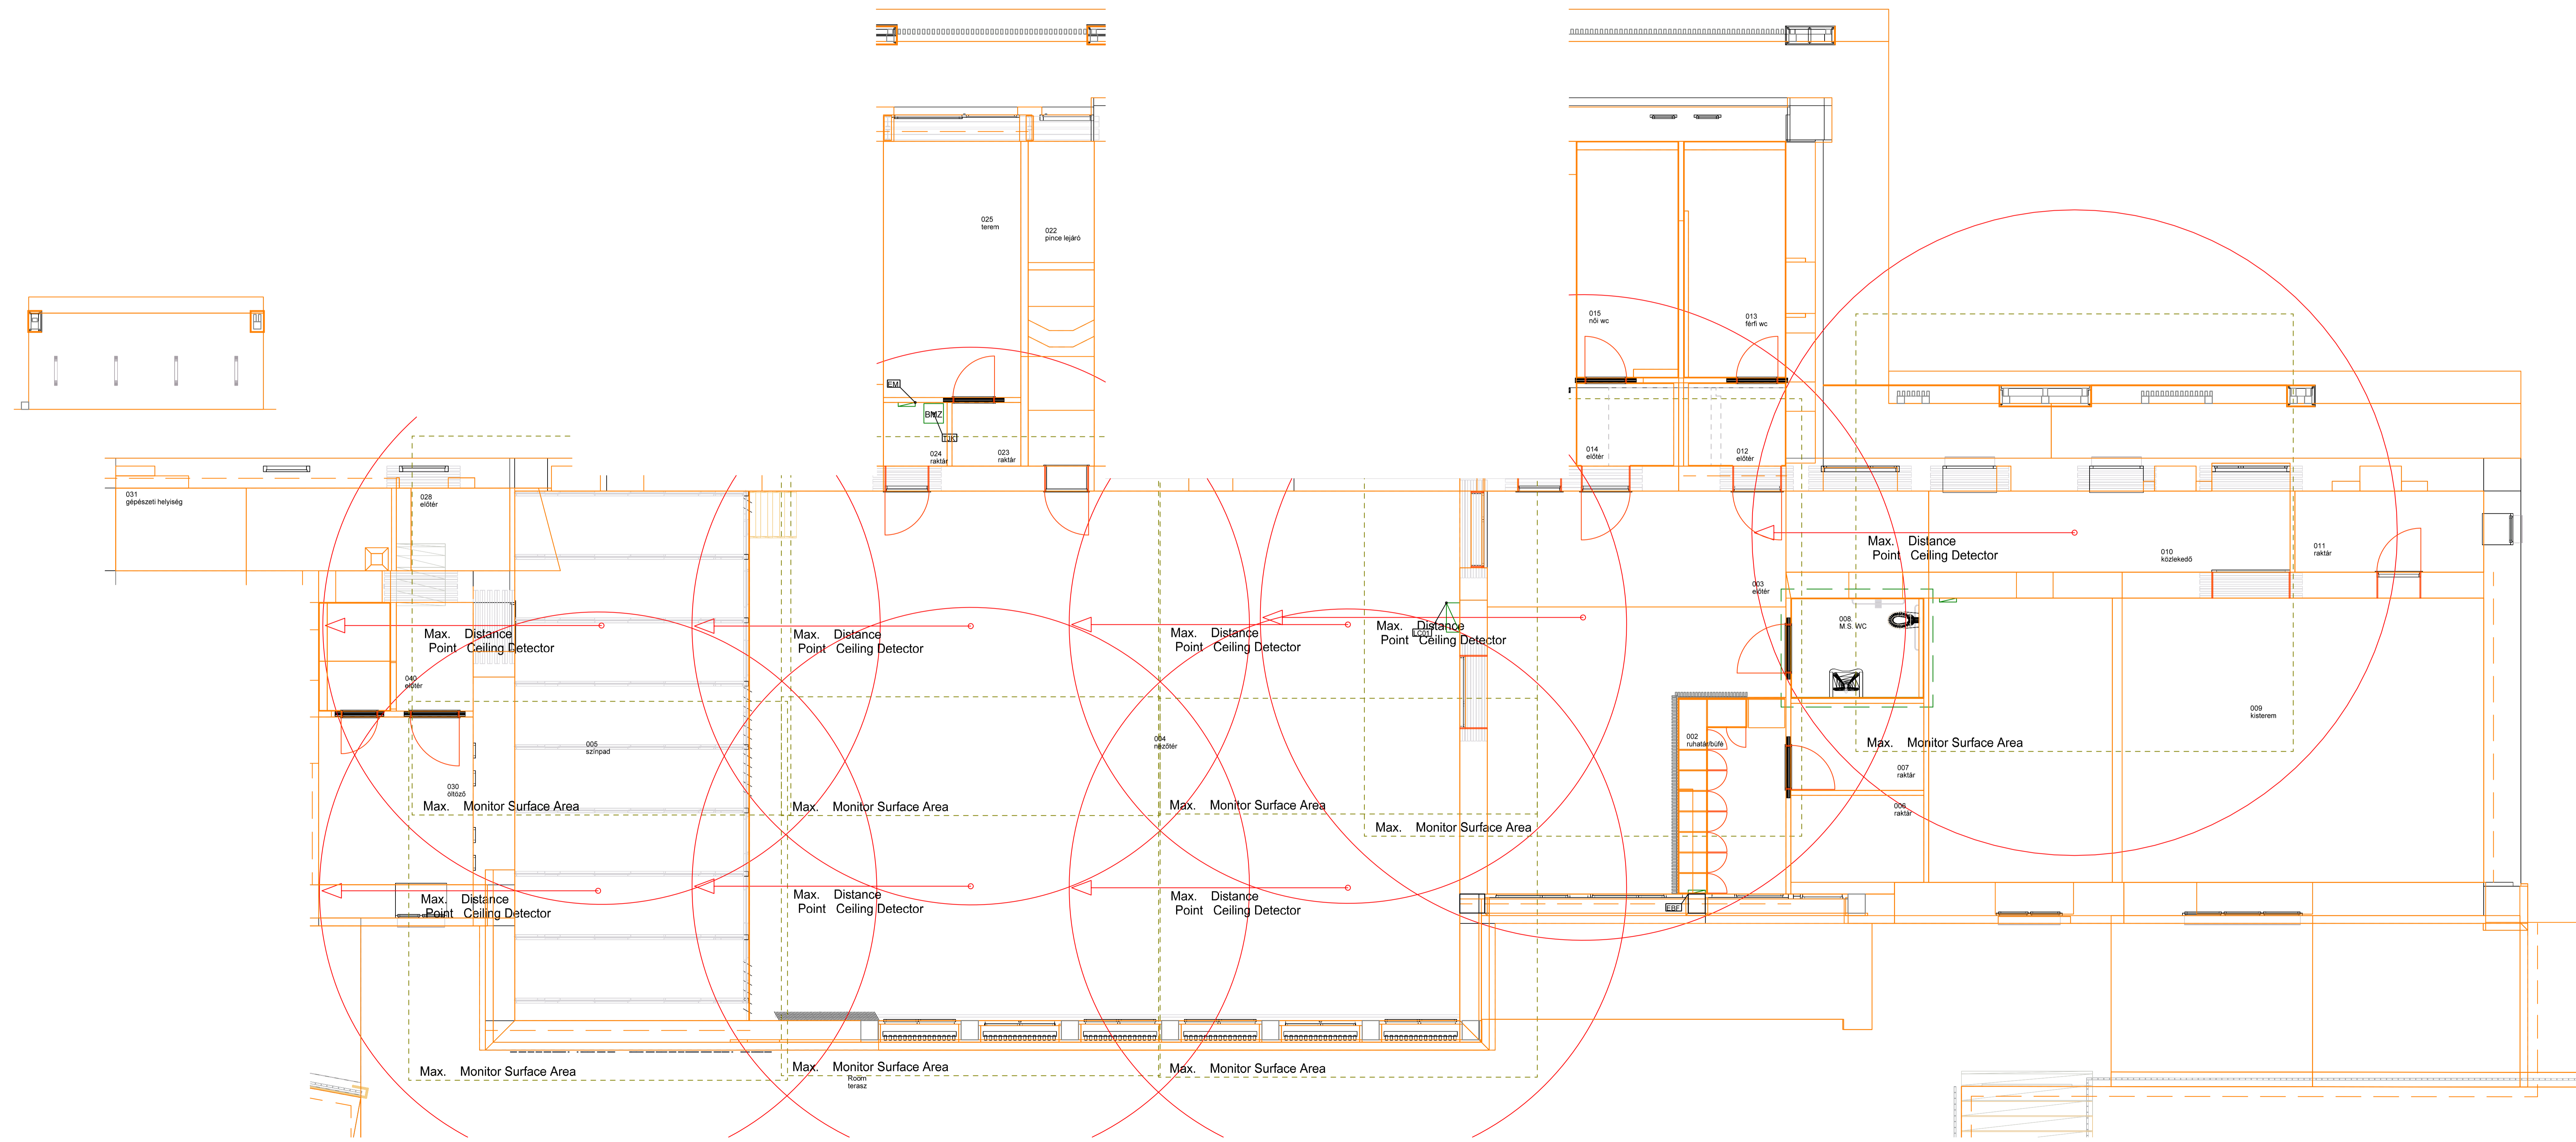 025
terem
022
pince lejáró
015
női wc
013
férfi wc
EM
BMZ
TJK
024
raktár
023
raktár
014
előtér
012
előtér
031
gépészeti helyiség
028
előtér
Max. Distance
Point Ceiling Detector
010
közlekedő
011
raktár
003
előtér
008.
M.S. WC
Max. Distance
Point Ceiling Detector
Max. Distance
Point Ceiling Detector
Max. Distance
Point Ceiling Detector
LC01
Max. Distance
Point Ceiling Detector
040
előtér
009
kisterem
005
színpad
004
nézőtér
002
ruhatár/büfé
Max. Monitor Surface Area
007
raktár
030
öltöző
Max. Monitor Surface Area
Max. Monitor Surface Area
Max. Monitor Surface Area
006
raktár
Max. Monitor Surface Area
Max. Distance
Point Ceiling Detector
Max. Distance
Point Ceiling Detector
Max. Distance
Point Ceiling Detector
EBF
Max. Monitor Surface Area
Max. Monitor Surface Area
Max. Monitor Surface Area
Room
terasz